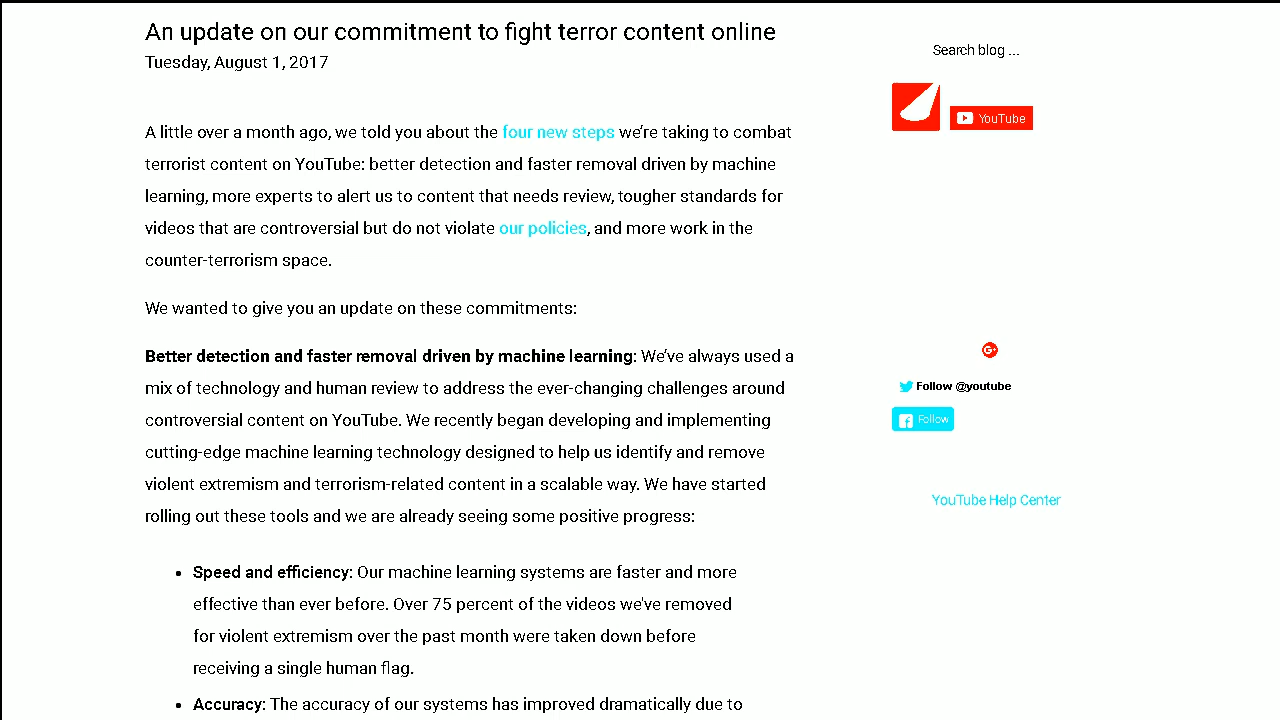 An update on our commitment to fight terror content online
Tuesday, August 1, 2017
A little over a month ago, we told you about the four new steps we're taking to combat
terrorist content on YouTube: better detection and faster removal driven by machine
learning, more experts to alert us to content that needs review, tougher standards for
videos that are controversial but do not violate our policies, and more work in the
counter-terrorism space.
We wanted to give you an update on these commitments:
Better detection and faster removal driven by machine learning: We've always used a
mix of technology and human review to address the ever-changing challenges around
controversial content on YouTube. We recently began developing and implementing
cutting-edge machine learning technology designed to help us identify and remove
violent extremism and terrorism-related content in a scalable way. We have started
rolling out these tools and we are already seeing some positive progress:
• Speed and efficiency: Our machine learning systems are faster and more
effective than ever before. Over 75 percent of the videos we've removed
for violent extremism over the past month were taken down before
receiving a single human flag.
• Accuracy: The accuracy of our systems has improved dramatically due to
Search blog ...
YouTube
G+
Follow @youtube
Follow
YouTube Help Center